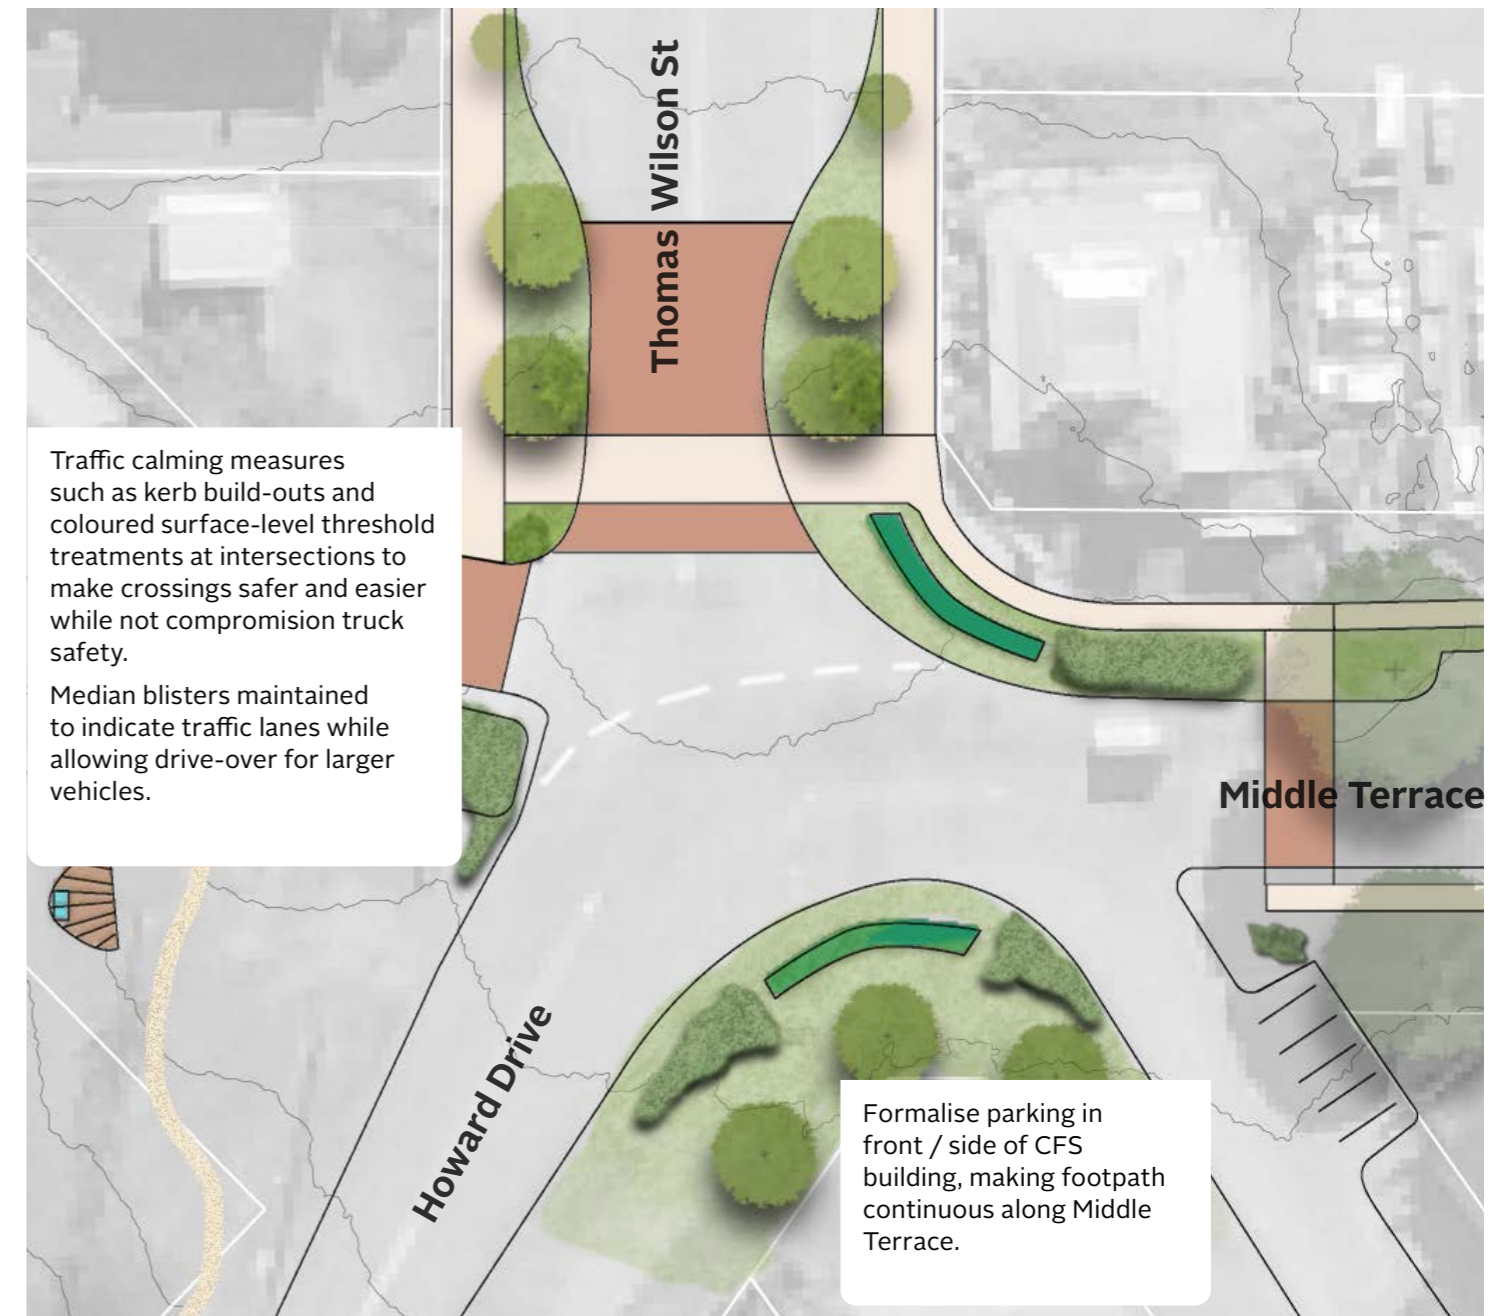 Thomas Wilson St
Traffic calming measures
such as kerb build-outs and
coloured surface-level threshold
treatments at intersections to
make crossings safer and easier
while not compromision truck
safety.
Median blisters maintained
to indicate traffic lanes while
allowing drive-over for larger
vehicles.
Middle Terrace
Howard Drive
Formalise parking in
front / side of CFS
building, making footpath
continuous along Middle
Terrace.